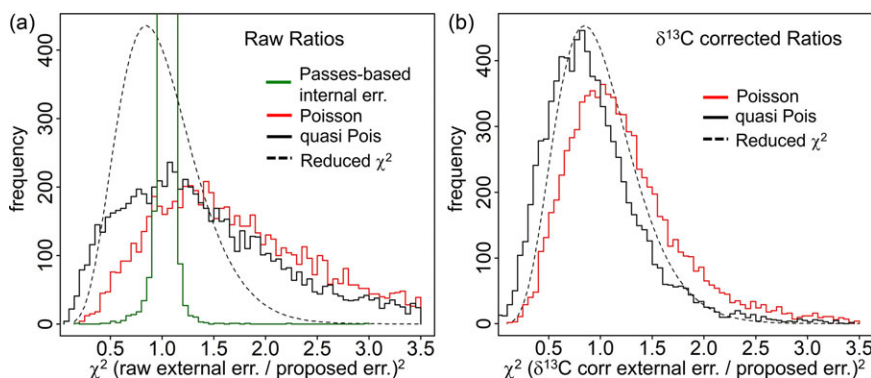 (a)
Raw Ratios
Passes-based
internal err.
Poisson
quasi Pois
Reduced χ²
frequency
400
300
200
100
0
0.5 1.0 1.5 2.0 2.5 3.0 3.5
χ² (raw external err. / proposed err.)²
(b)
δ¹³C corrected Ratios
Poisson
quasi Pois
Reduced χ²
frequency
400
300
200
100
0
0.5 1.0 1.5 2.0 2.5 3.0 3.5
χ² (δ¹³C corr external err. / proposed err.)²